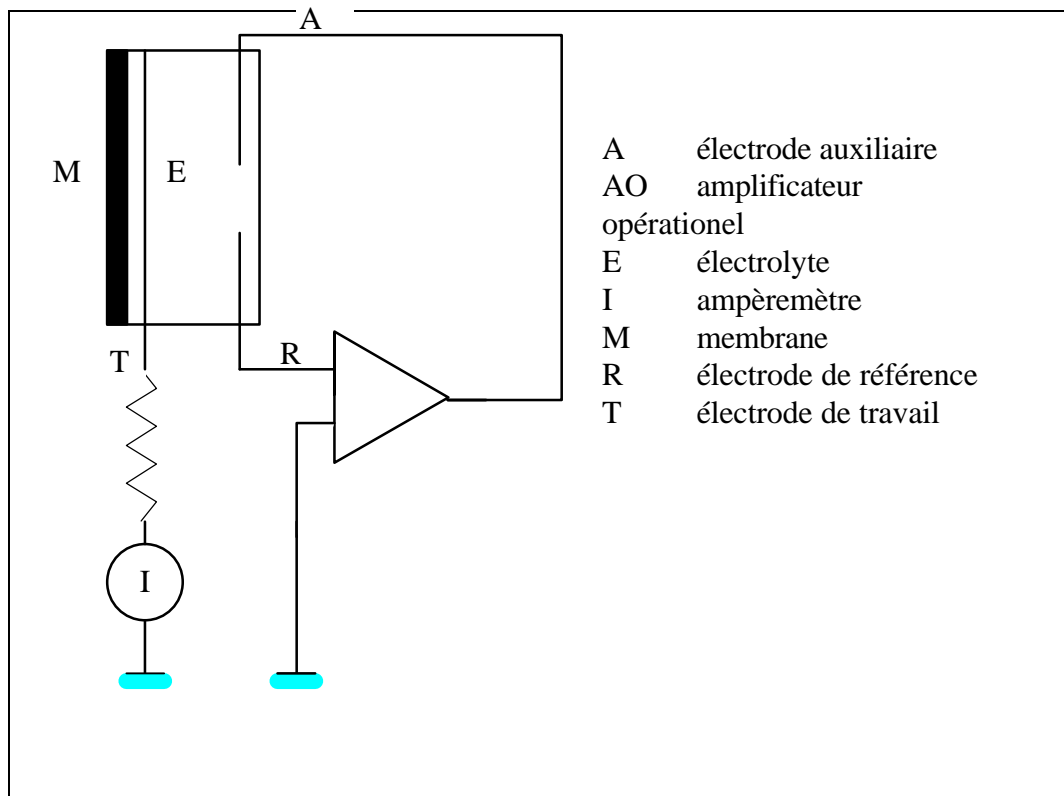 A
M
E
T
R
I
A électrode auxiliaire
AO amplificateur
opérationel
E électrolyte
I ampèremètre
M membrane
R électrode de référence
T électrode de travail